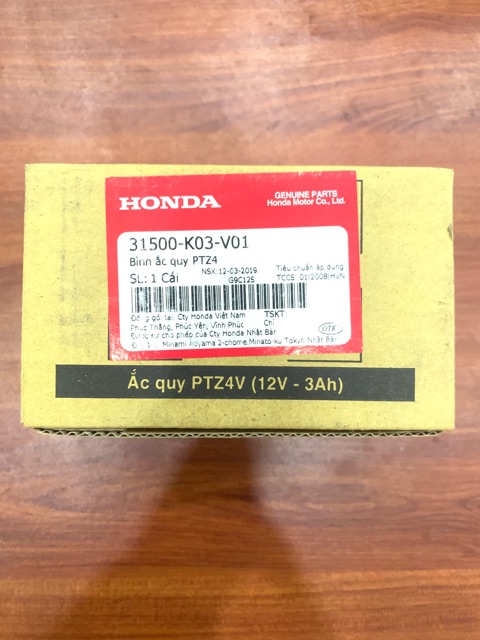 HONDA
GENUINE PARTS
Honda Motor Co., Ltd.
31500-K03-V01
Bình ắc quy PTZ4
SL: 1 Cái
NSX: 12-03-2019
G9C12S
Tiêu chuẩn áp dụng
TCCS: 01|2008|HVN
Đóng gói tại Cty Honda Việt Nam
TSKT:
Phúc Thắng, Phúc Yên, Vĩnh Phúc
Chì
Được sự cho phép của Cty Honda Nhật Bản
Minami Aoyama 2-chome, Minato-ku Tokyo Nhật Bản
OTK
Ắc quy PTZ4V (12V - 3Ah)